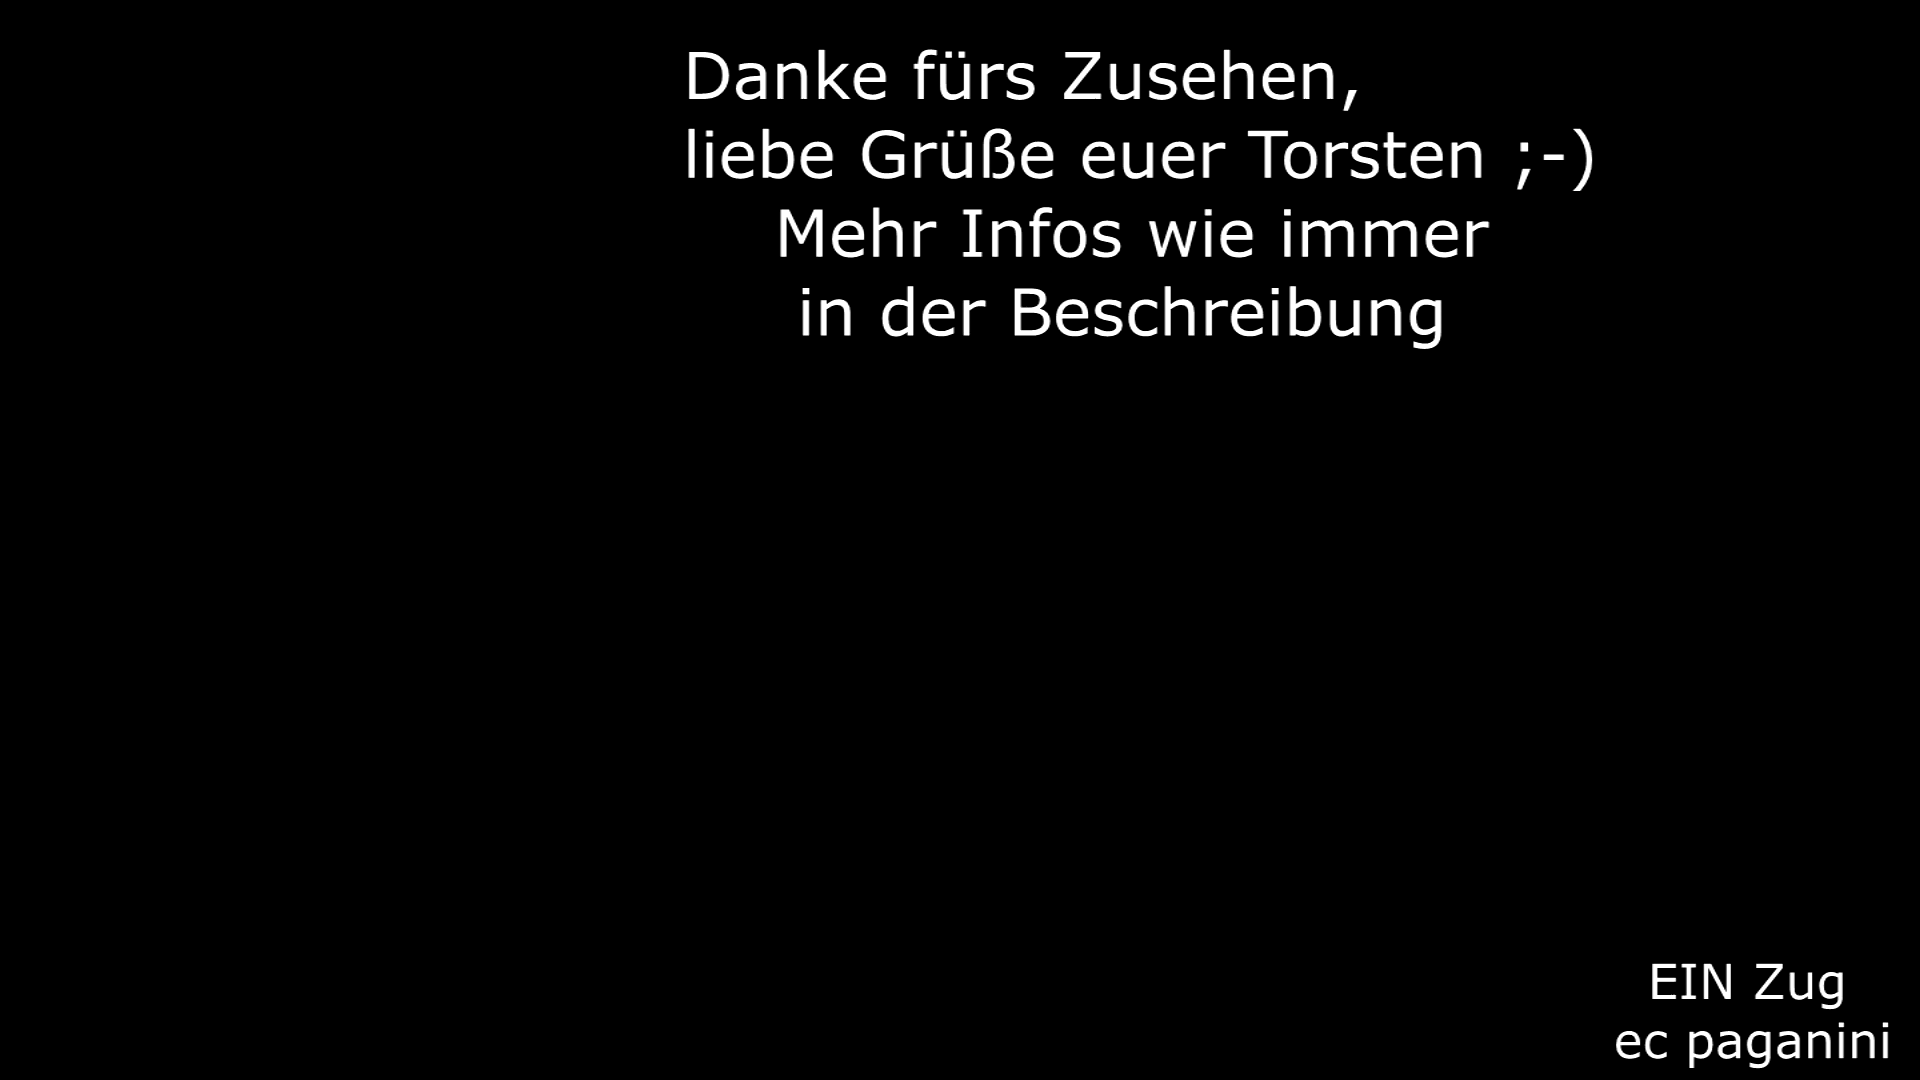 Danke fürs Zusehen,
liebe Grüße euer Torsten ;-)
Mehr Infos wie immer
in der Beschreibung
EIN Zug
ec paganini